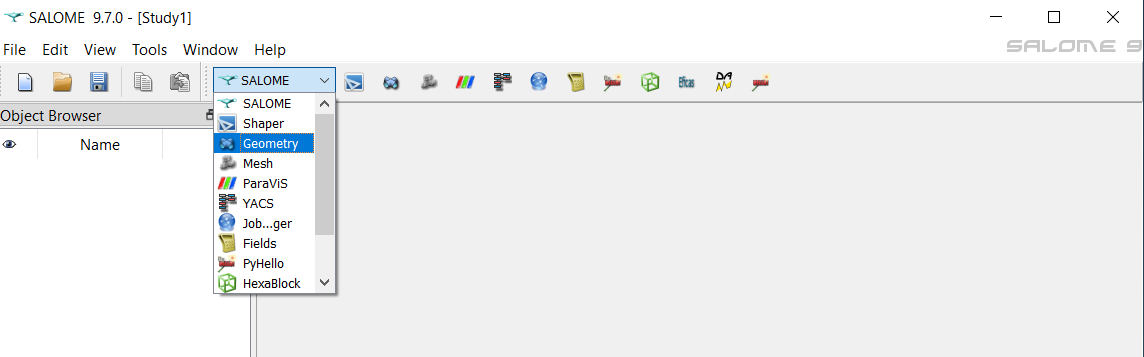 SALOME 9.7.0 - [Study1]
File Edit View Tools Window Help
SALOME 9
SALOME
Eficas
Object Browser
Name
SALOME
Shaper
Geometry
Mesh
ParaViS
YACS
Job...ger
Fields
PyHello
HexaBlock